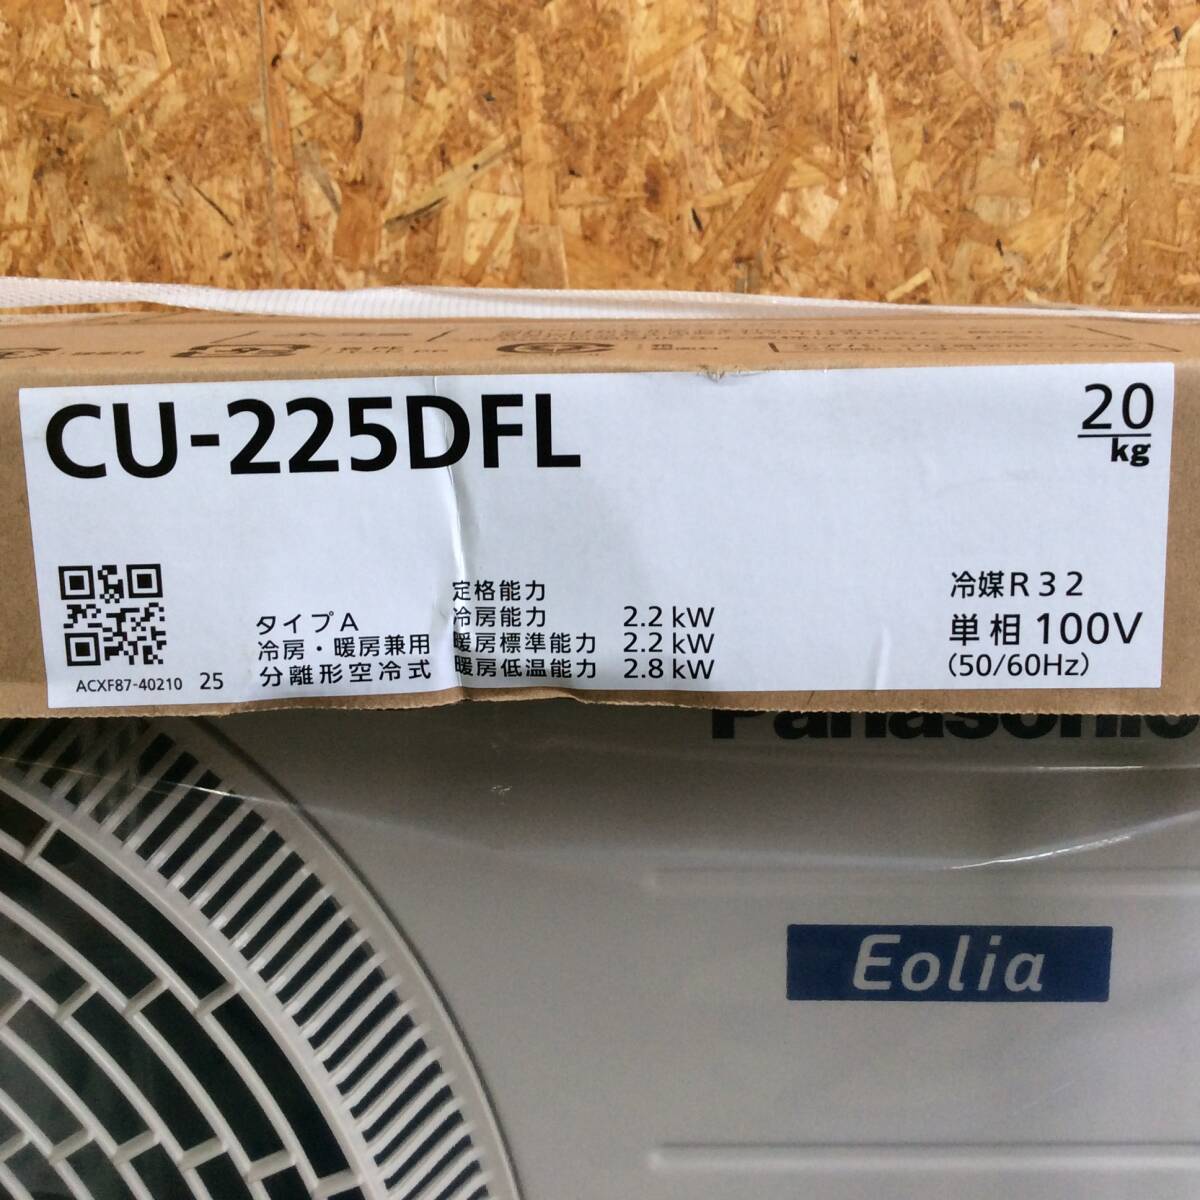 CU-225DFL
20
kg
ACXF87-40210 25
タイプA
冷房・暖房兼用
分離形空冷式
定格能力
冷房能力 2.2 kW
暖房標準能力 2.2 kW
暖房低温能力 2.8 kW
冷媒R32
単相 100V
(50/60Hz)
Panasonic
Eolia